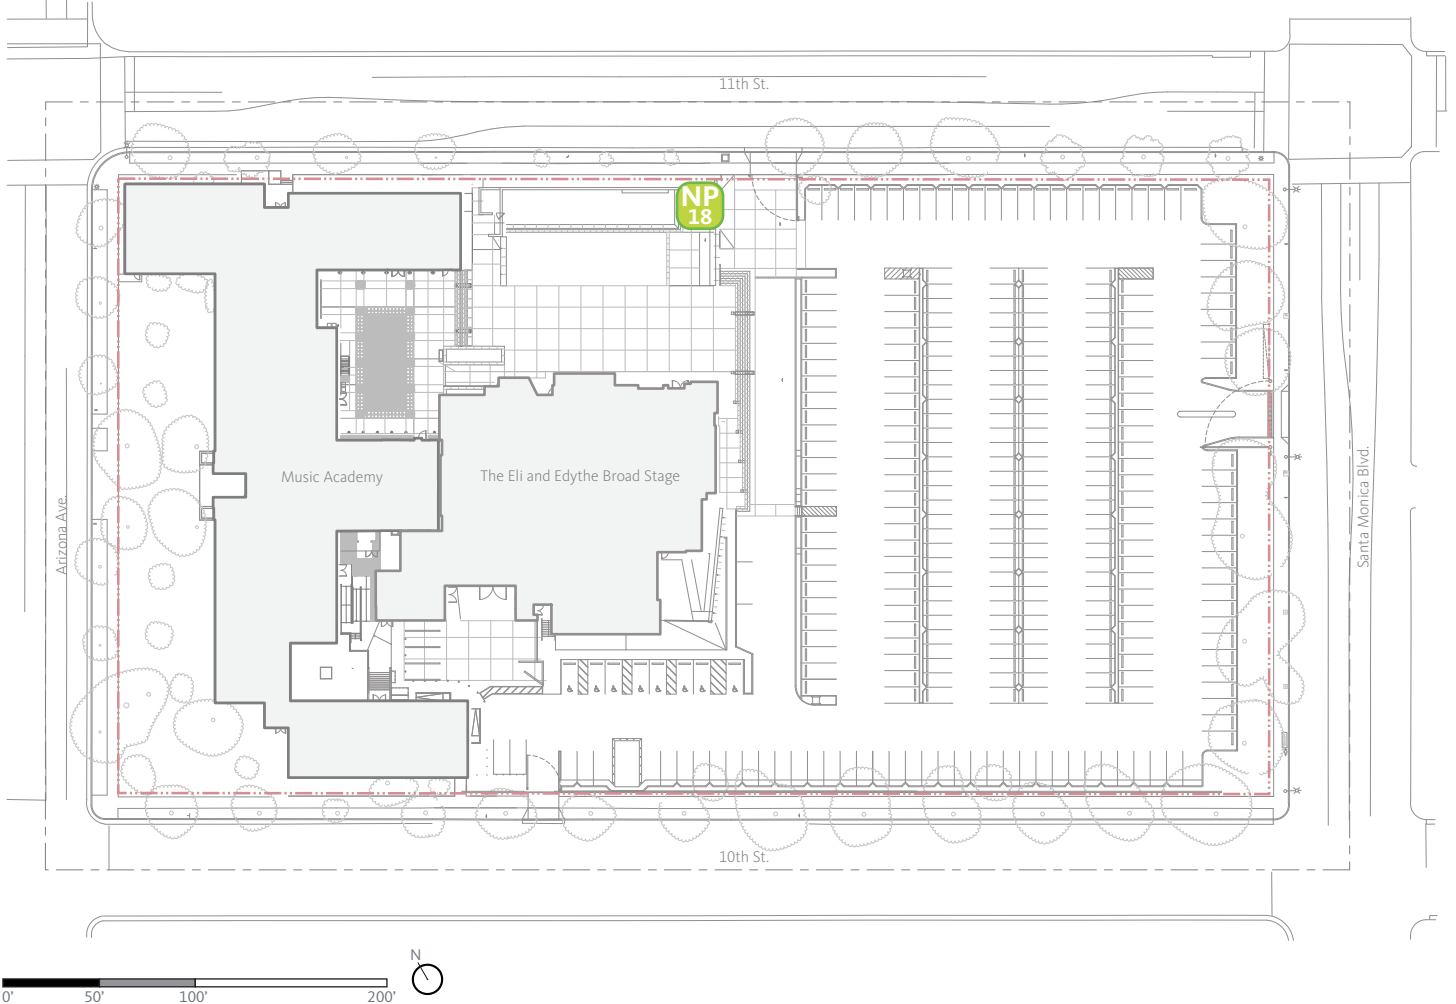 11th St.
NP
18
Music Academy
The Eli and Edythe Broad Stage
Arizona Ave.
Santa Monica Blvd.
10th St.
N
0' 50' 100' 200'